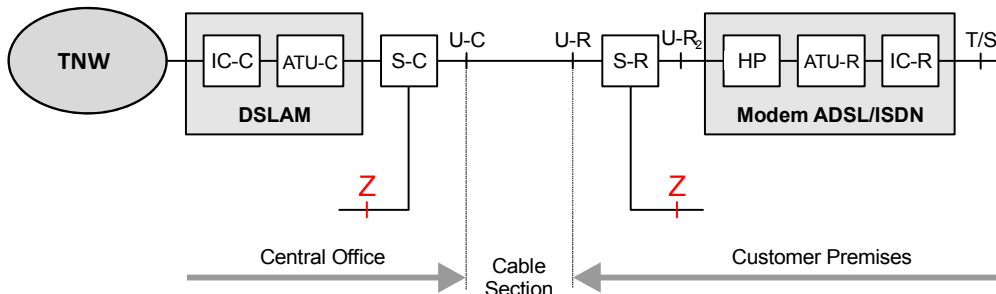 U-C
U-R
U-R₂
T/S
TNW
IC-C
ATU-C
S-C
S-R
HP
ATU-R
IC-R
DSLAM
Modem ADSL/ISDN
Z
Z
Central Office
Cable
Section
Customer Premises